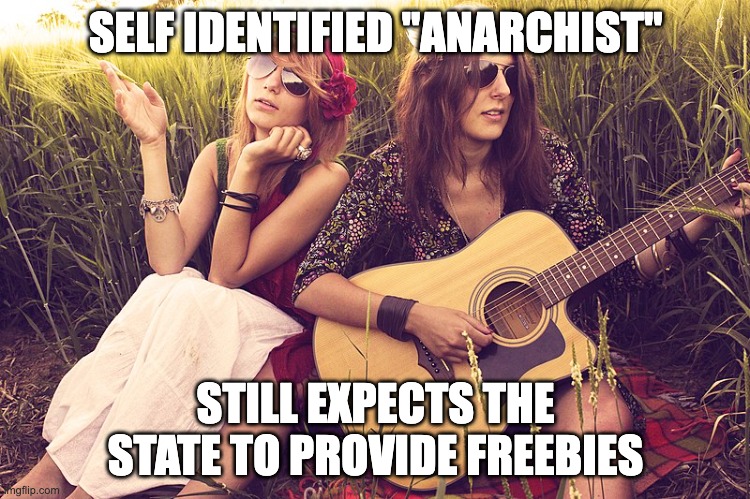 SELF IDENTIFIED "ANARCHIST"
STILL EXPECTS THE
STATE TO PROVIDE FREEBIES
imgflip.com